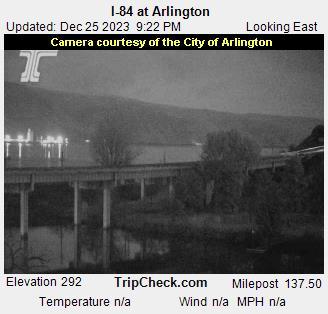 I-84 at Arlington
Updated: Dec 25 2023 9:22 PM Looking East
Camera courtesy of the City of Arlington
Elevation 292 TripCheck.com Milepost 137.50
Temperature n/a Wind n/a MPH n/a